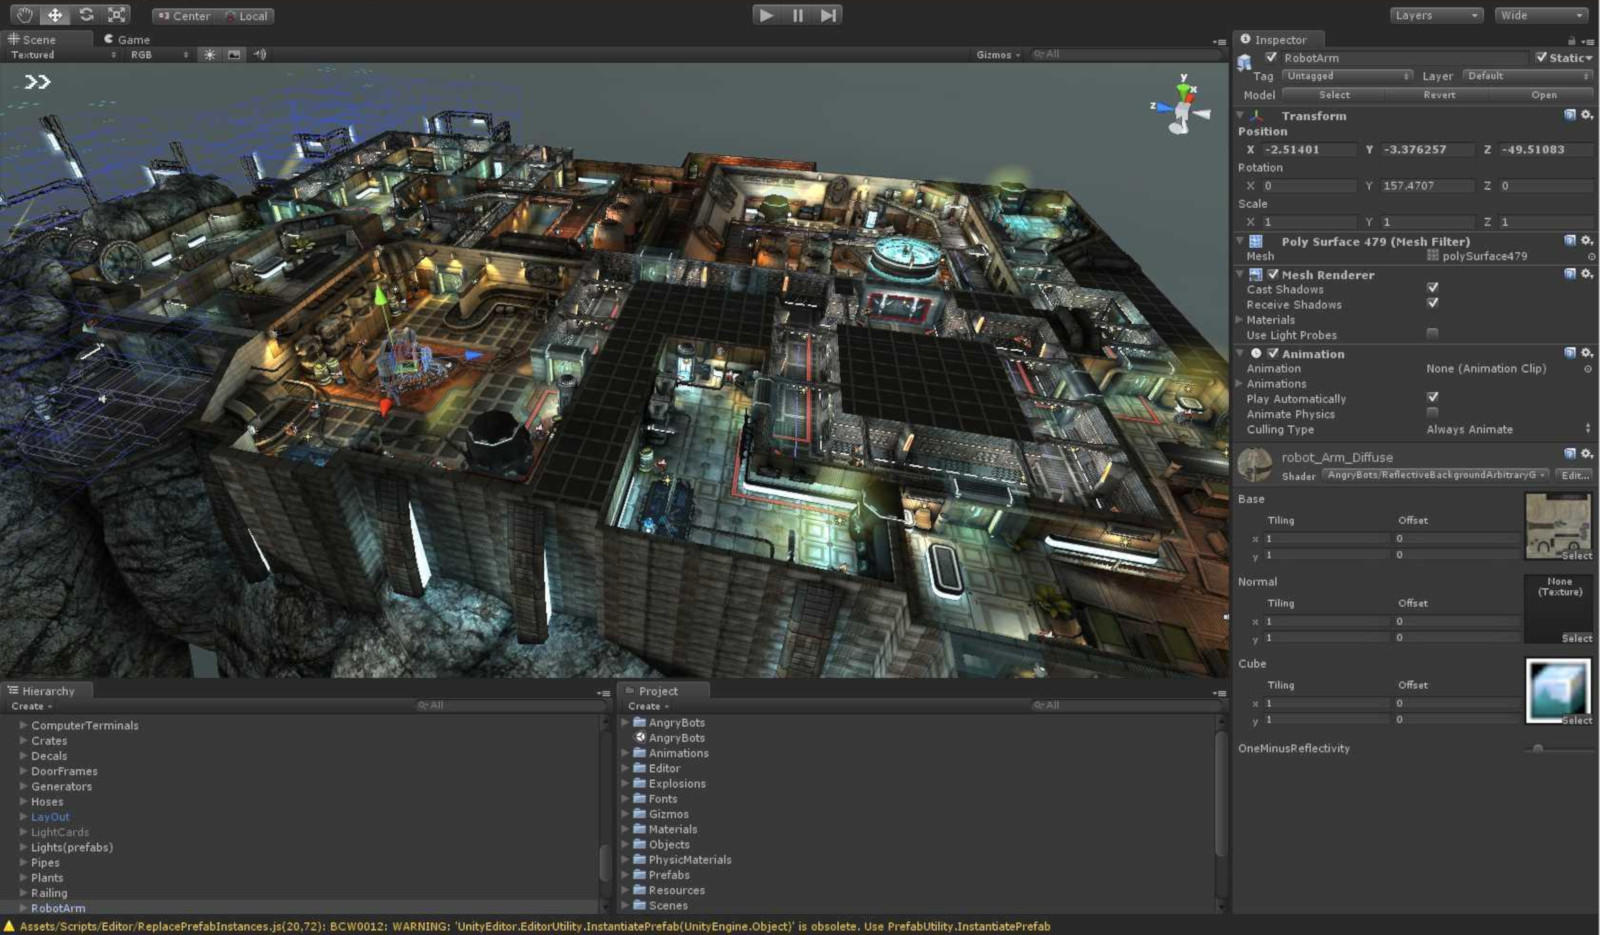 Center Local
Layers Wide
Scene Game
Textured RGB Gizmos All
y
x
z
Inspector
RobotArm Static
Tag Untagged Layer Default
Model Select Revert Open
Transform
Position
X -2.51401 Y -3.376257 Z -49.51083
Rotation
X 0 Y 157.4707 Z 0
Scale
X 1 Y 1 Z 1
Poly Surface 479 (Mesh Filter)
Mesh polySurface479
Mesh Renderer
Cast Shadows
Receive Shadows
Materials
Use Light Probes
Animation
Animation None (Animation Clip)
Animations
Play Automatically
Animate Physics
Culling Type Always Animate
robot_Arm_Diffuse
Shader AngryBots/ReflectiveBackgroundArbitraryG Edit...
Base
Tiling Offset
x 1 0
y 1 0
Select
Normal
None
(Texture)
Tiling Offset
x 1 0
y 1 0
Select
Cube
Tiling Offset
x 1 0
y 1 0
Select
OneMinusReflectivity
Hierarchy
Create All
ComputerTerminals
Crates
Decals
DoorFrames
Generators
Hoses
LayOut
LightCards
Lights(prefabs)
Pipes
Plants
Railing
RobotArm
Project
Create All
AngryBots
AngryBots
Animations
Editor
Explosions
Fonts
Gizmos
Materials
Objects
PhysicMaterials
Prefabs
Resources
Scenes
Assets/Scripts/Editor/ReplacePrefabInstances.js(20,72): BCW0012: WARNING: 'UnityEditor.EditorUtility.InstantiatePrefab(UnityEngine.Object)' is obsolete. Use PrefabUtility.InstantiatePrefab